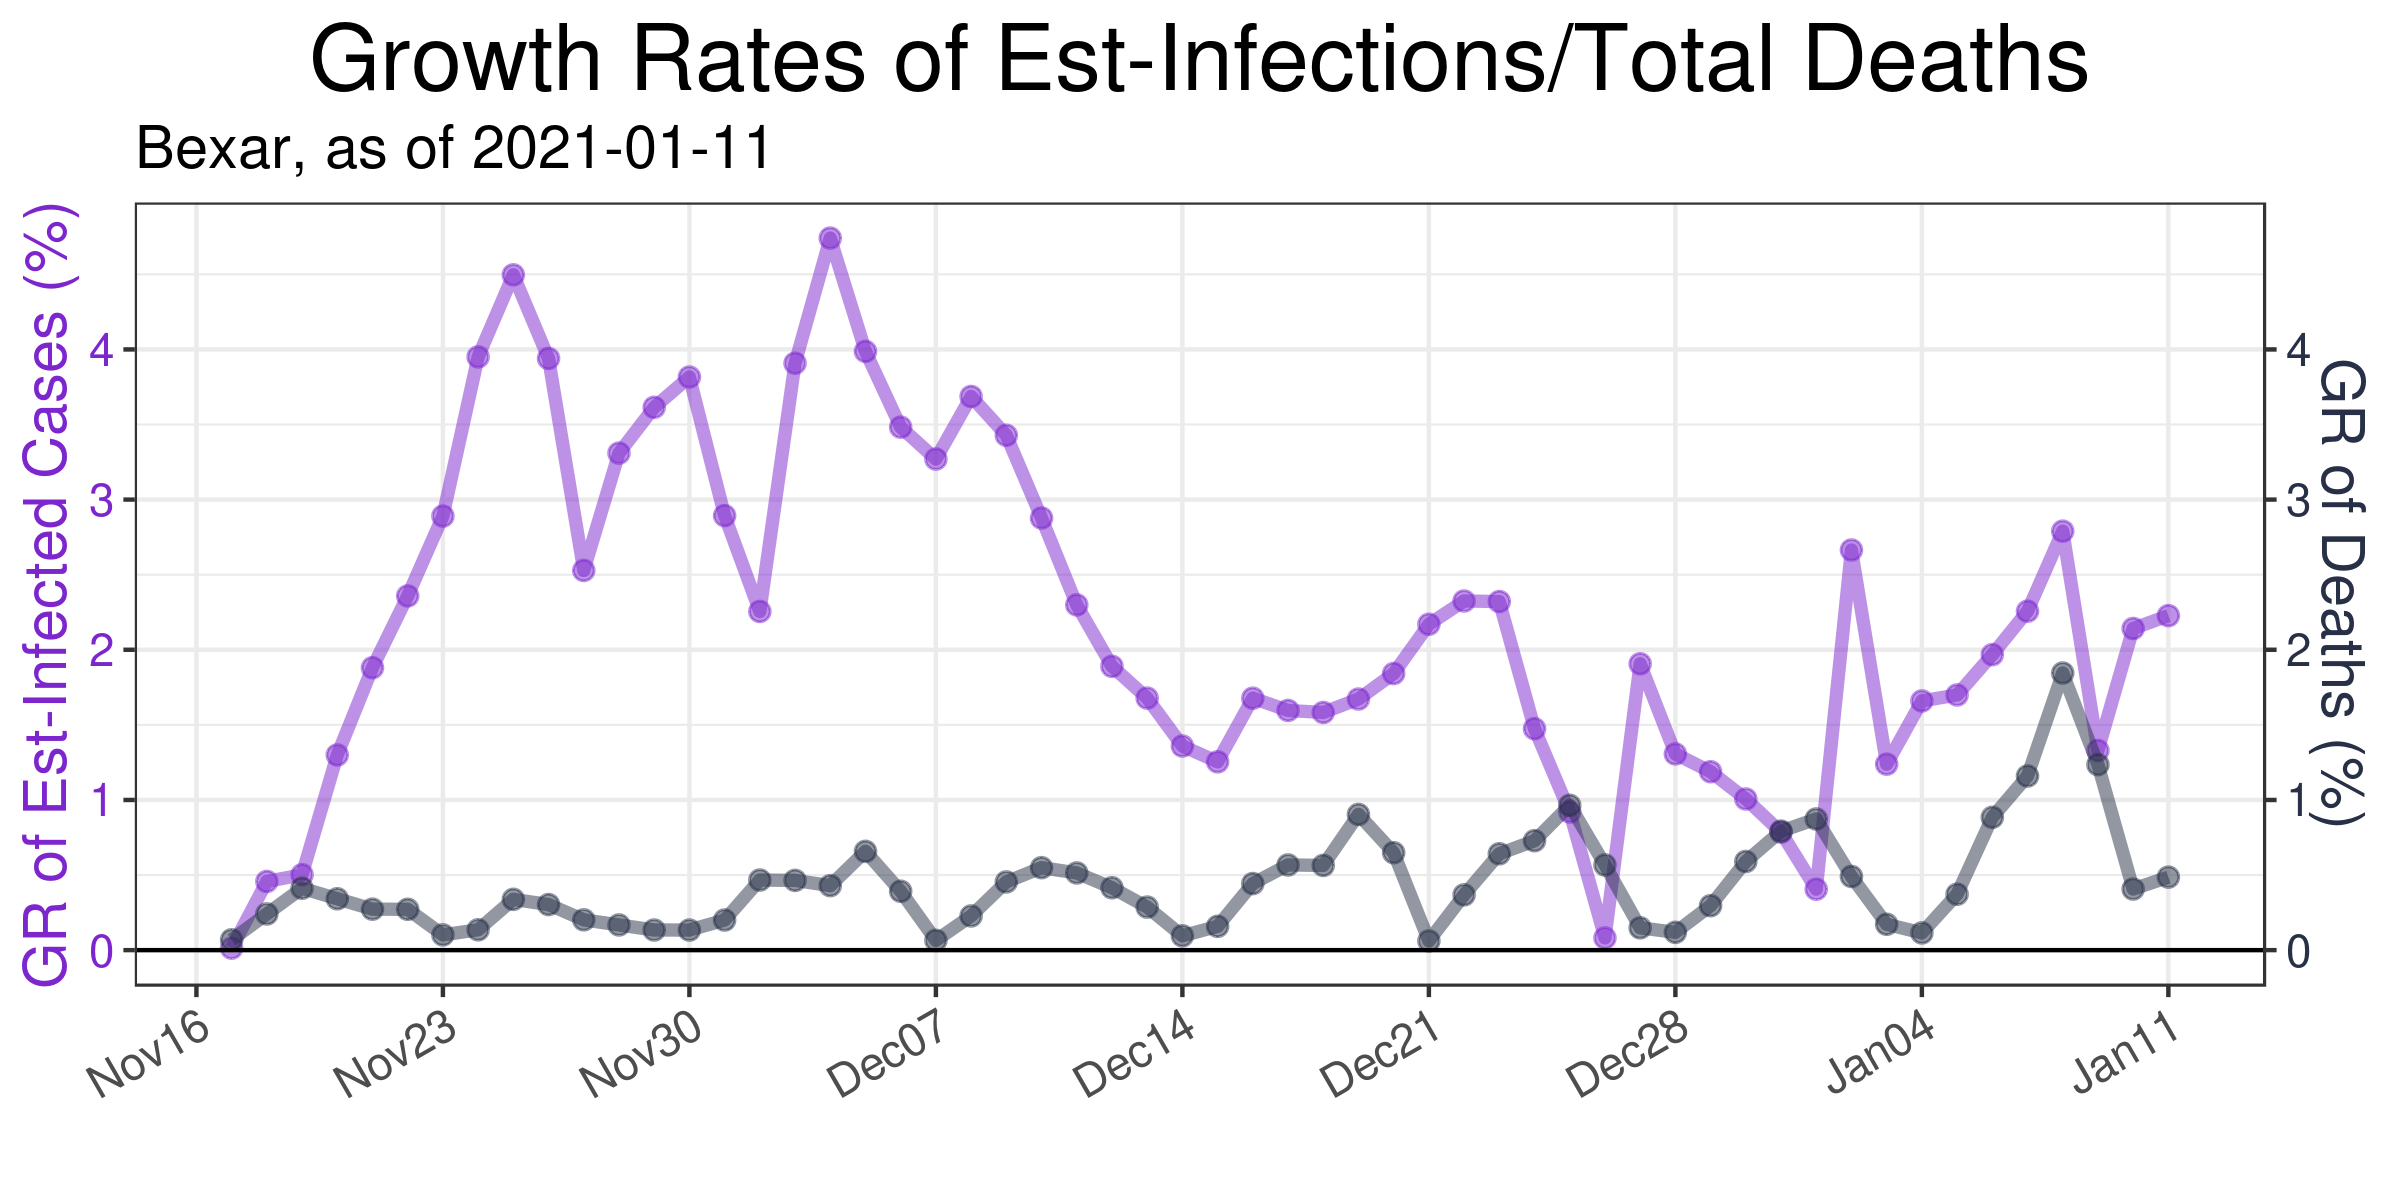 Growth Rates of Est-Infections/Total Deaths
Bexar, as of 2021-01-11
GR of Est-Infected Cases (%)
4
3
2
1
0
4
3
2
1
0
GR of Deaths (%)
Nov16
Nov23
Nov30
Dec07
Dec14
Dec21
Dec28
Jan04
Jan11